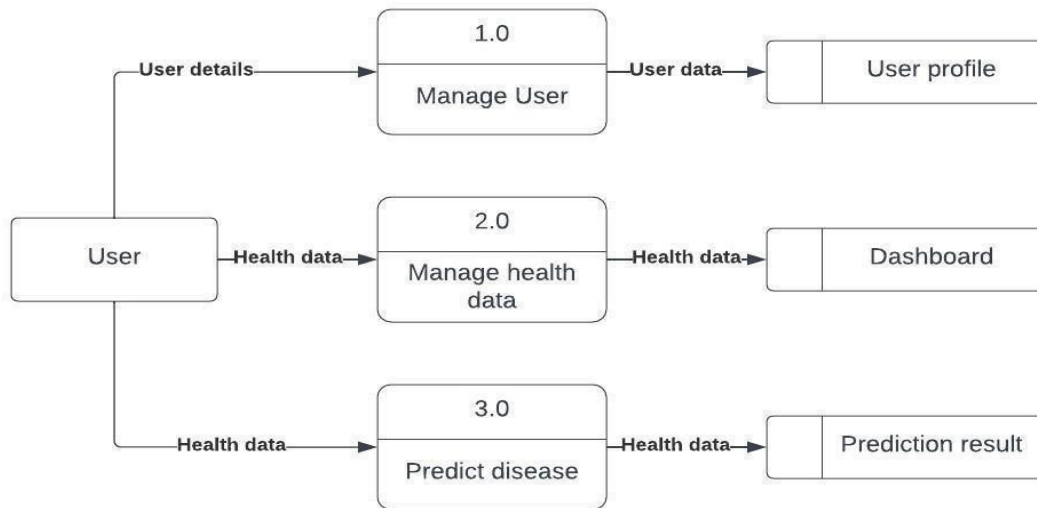 1.0
User details
Manage User
User data
User profile
User
Health data
2.0
Manage health
data
Health data
Dashboard
Health data
3.0
Predict disease
Health data
Prediction result